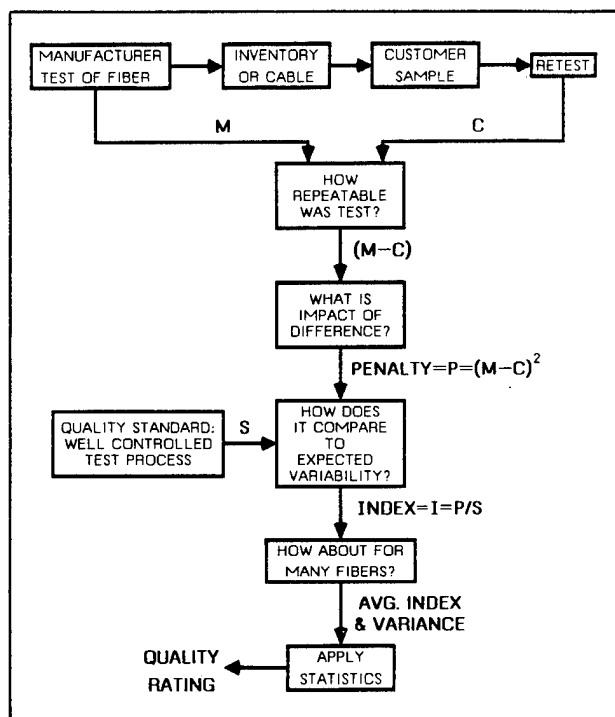 MANUFACTURER
TEST OF FIBER
INVENTORY
OR CABLE
CUSTOMER
SAMPLE
RETEST
M
C
HOW
REPEATABLE
WAS TEST?
(M-C)
WHAT IS
IMPACT OF
DIFFERENCE?
PENALTY=P=(M-C)²
QUALITY STANDARD:
WELL CONTROLLED
TEST PROCESS
S
HOW DOES
IT COMPARE
TO
EXPECTED
VARIABILITY?
INDEX=I=P/S
HOW ABOUT FOR
MANY FIBERS?
AVG. INDEX
& VARIANCE
QUALITY
RATING
APPLY
STATISTICS